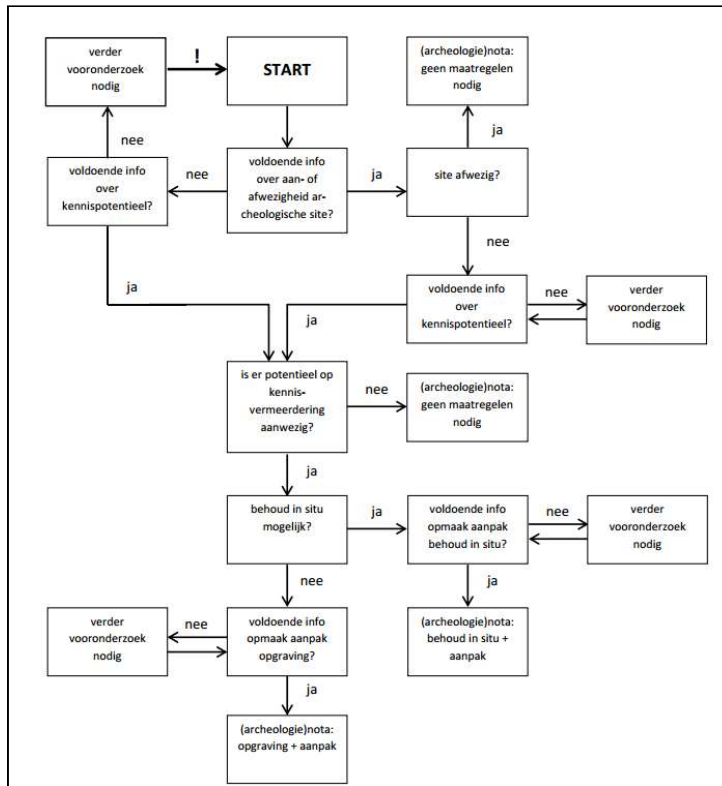 verder
vooronderzoek
nodig
!
START
(archeologie)nota:
geen maatregelen
nodig
nee
ja
voldoende info
over
kennispotentieel?
nee
voldoende info
over aan- of
afwezigheid ar-
cheologische site?
ja
site afwezig?
nee
ja
voldoende info
over
kennispotentieel?
nee
verder
vooronderzoek
nodig
ja
is er potentieel op
kennis-
vermeerdering
aanwezig?
nee
(archeologie)nota:
geen maatregelen
nodig
ja
behoud in situ
mogelijk?
ja
voldoende info
opmaak aanpak
behoud in situ?
nee
verder
vooronderzoek
nodig
nee
ja
verder
vooronderzoek
nodig
nee
voldoende info
opmaak aanpak
opgraving?
(archeologie)nota:
behoud in situ +
aanpak
ja
(archeologie)nota:
opgraving + aanpak